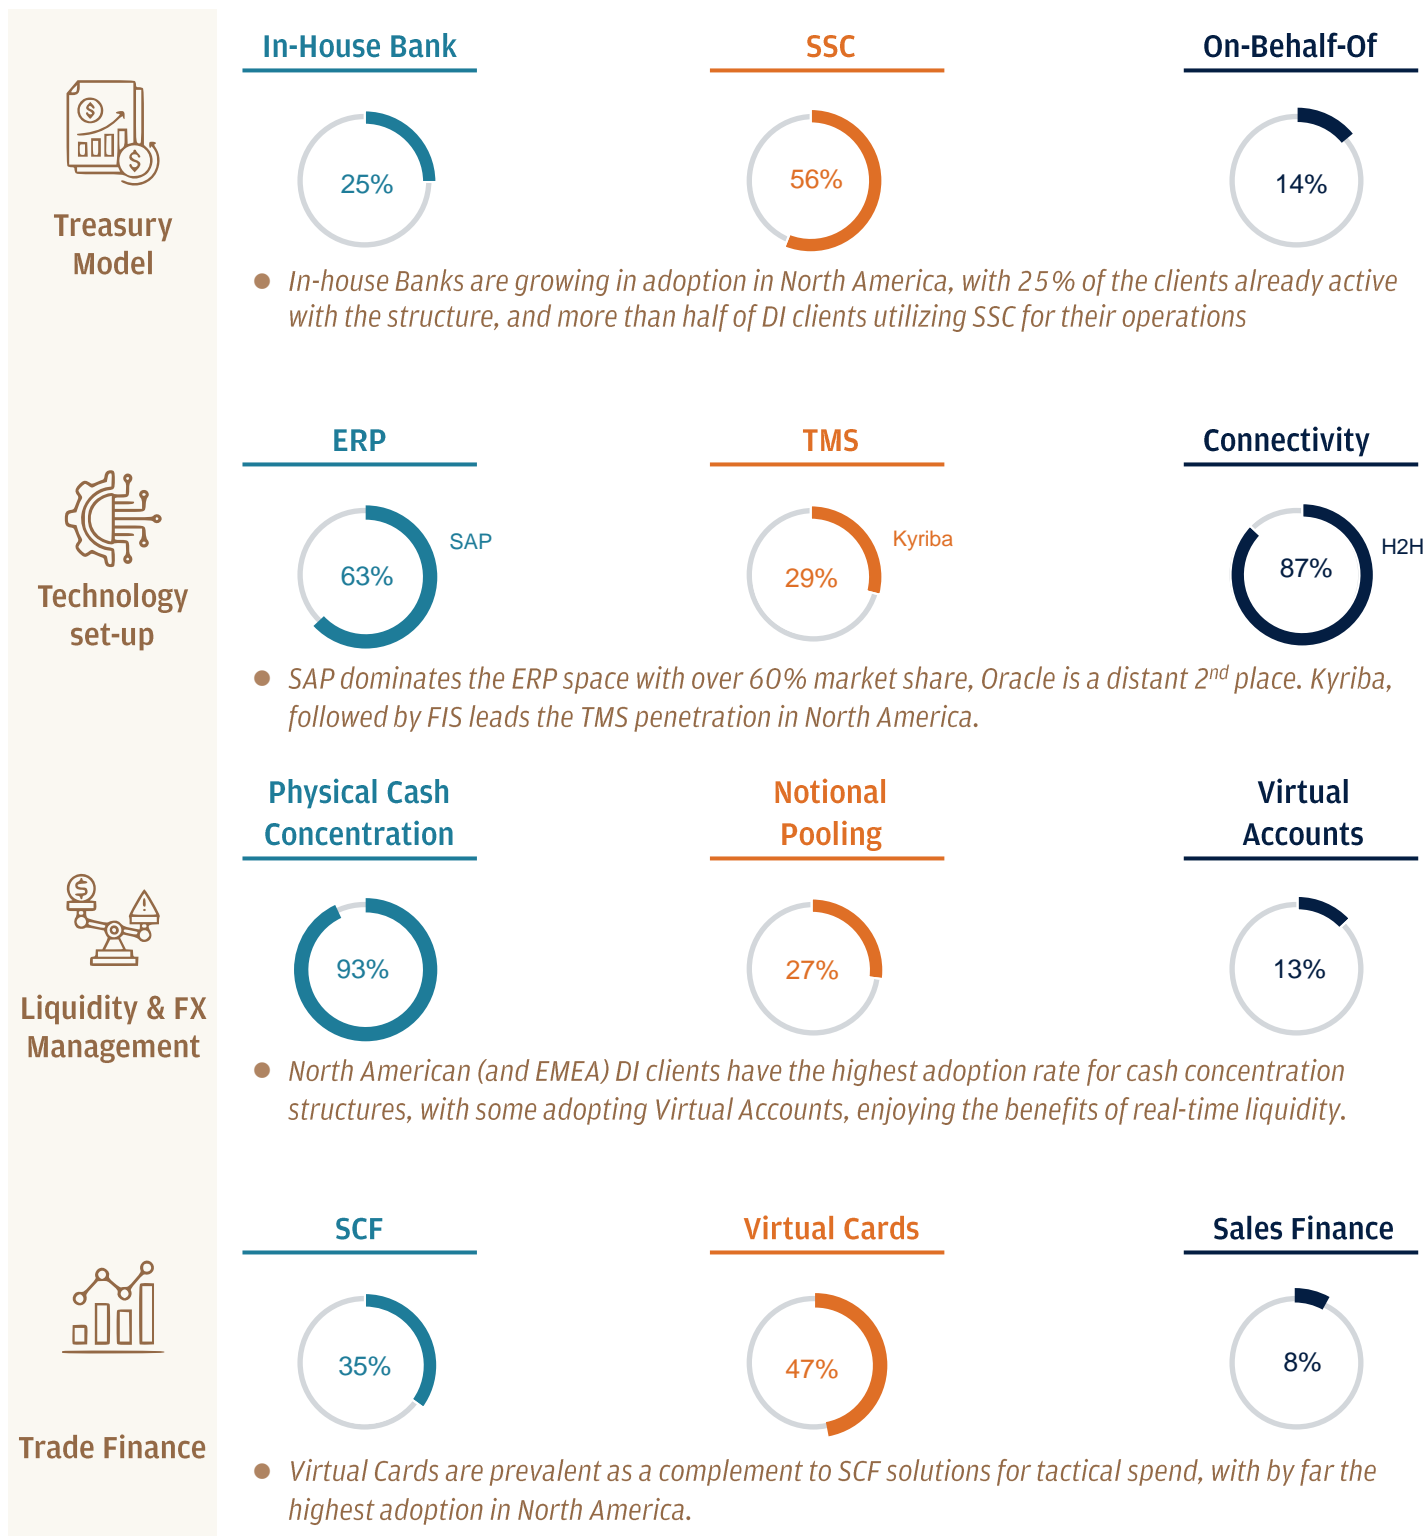 In-House Bank
SSC
On-Behalf-Of
25%
56%
14%
Treasury
Model
In-house Banks are growing in adoption in North America, with 25% of the clients already active
with the structure, and more than half of DI clients utilizing SSC for their operations
ERP
TMS
Connectivity
63%
SAP
29%
Kyriba
87%
H2H
Technology
set-up
SAP dominates the ERP space with over 60% market share, Oracle is a distant 2nd place. Kyriba,
followed by FIS leads the TMS penetration in North America.
Physical Cash
Concentration
Notional
Pooling
Virtual
Accounts
93%
27%
13%
Liquidity & FX
Management
North American (and EMEA) DI clients have the highest adoption rate for cash concentration
structures, with some adopting Virtual Accounts, enjoying the benefits of real-time liquidity.
SCF
Virtual Cards
Sales Finance
35%
47%
8%
Trade Finance
Virtual Cards are prevalent as a complement to SCF solutions for tactical spend, with by far the
highest adoption in North America.